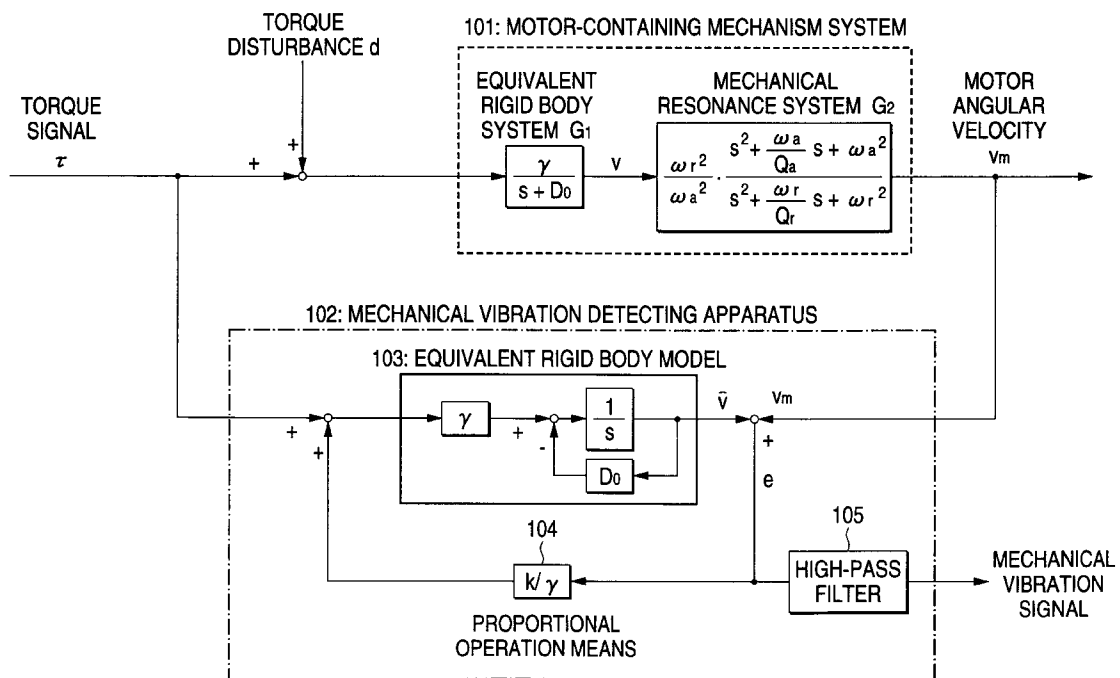 TORQUE
DISTURBANCE d
101: MOTOR-CONTAINING MECHANISM SYSTEM
EQUIVALENT
RIGID BODY
SYSTEM G1
MECHANICAL
RESONANCE SYSTEM G2
MOTOR
ANGULAR
VELOCITY
vm
TORQUE
SIGNAL
τ
+
+
γ
s + D0
v
ωr²
ωa²
·
s² + ωa/Qa s + ωa²
s² + ωr/Qr s + ωr²
102: MECHANICAL VIBRATION DETECTING APPARATUS
103: EQUIVALENT RIGID BODY MODEL
+
+
γ
+
-
1
s
D0
v̄
vm
+
e
104
k/γ
PROPORTIONAL
OPERATION MEANS
105
HIGH-PASS
FILTER
MECHANICAL
VIBRATION
SIGNAL